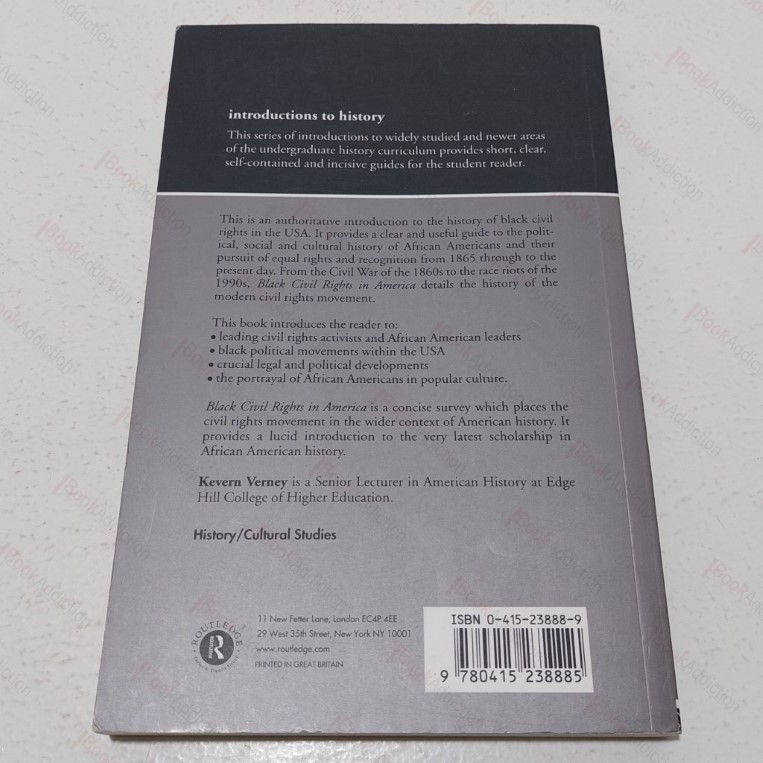 introductions to history
This series of introductions to widely studied and newer areas
of the undergraduate history curriculum provides short, clear,
self-contained and incisive guides for the student reader.
This is an authoritative introduction to the history of black civil
rights in the USA. It provides a clear and useful guide to the polit-
ical, social and cultural history of African Americans and their
pursuit of equal rights and recognition from 1865 through to the
present day. From the Civil War of the 1860s to the race riots of the
1990s, Black Civil Rights in America details the history of the
modern civil rights movement.
This book introduces the reader to:
• leading civil rights activists and African American leaders
• black political movements within the USA
• crucial legal and political developments
• the portrayal of African Americans in popular culture.
Black Civil Rights in America is a concise survey which places the
civil rights movement in the wider context of American history. It
provides a lucid introduction to the very latest scholarship in
African American history.
Kevern Verney is a Senior Lecturer in American History at Edge
Hill College of Higher Education.
History/Cultural Studies
ROUTLEDGE
R
11 New Fetter Lane, London EC4P 4EE
29 West 35th Street, New York NY 10001
www.routledge.com
PRINTED IN GREAT BRITAIN
ISBN 0-415-23888-9
9 780415 238885
BookAddiction